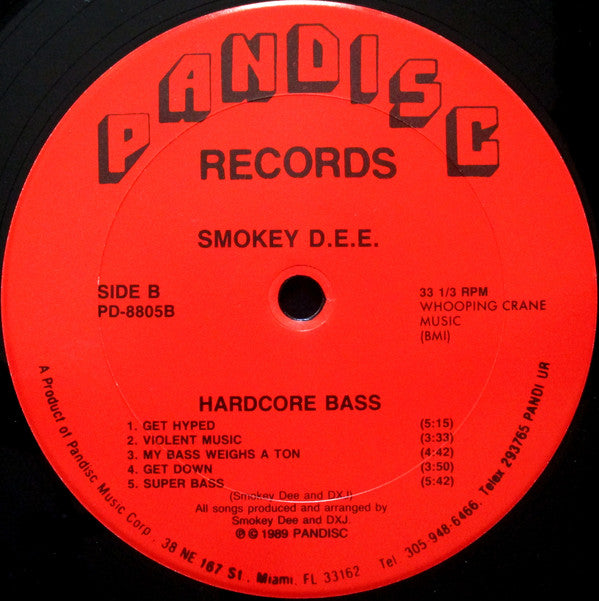 PANDISC
RECORDS
SMOKEY D.E.E.
SIDE B
PD-8805B
33 1/3 RPM
WHOOPING CRANE
MUSIC
(BMI)
HARDCORE BASS
1. GET HYPED (5:15)
2. VIOLENT MUSIC (3:33)
3. MY BASS WEIGHS A TON (4:42)
4. GET DOWN (3:50)
5. SUPER BASS (5:42)
(Smokey Dee and DXJ)
All songs produced and arranged by
Smokey Dee and DXJ.
℗ © 1989 PANDISC
A Product of Pandisc Music Corp., 38 NE 167 St., Miami, FL 33162 Tel. 305-948-6466. Telex 293765 PANDI UR